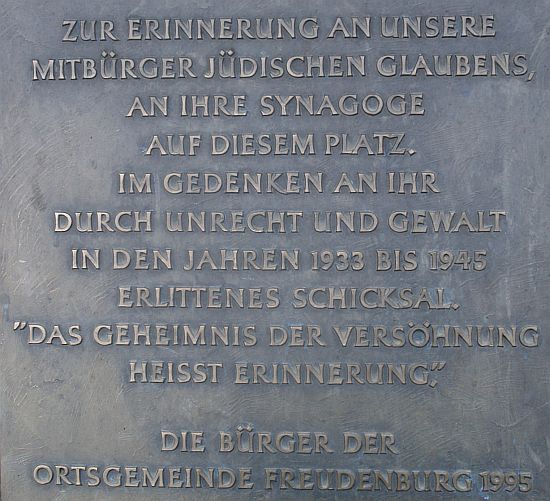 ZUR ERINNERUNG AN UNSERE
MITBÜRGER JÜDISCHEN GLAUBENS,
AN IHRE SYNAGOGE
AUF DIESEM PLATZ.
IM GEDENKEN AN IHR
DURCH UNRECHT UND GEWALT
IN DEN JAHREN 1933 BIS 1945
ERLITTENES SCHICKSAL.
"DAS GEHEIMNIS DER VERSÖHNUNG
HEISST ERINNERUNG."
DIE BÜRGER DER
ORTSGEMEINDE FREUDENBURG 1995